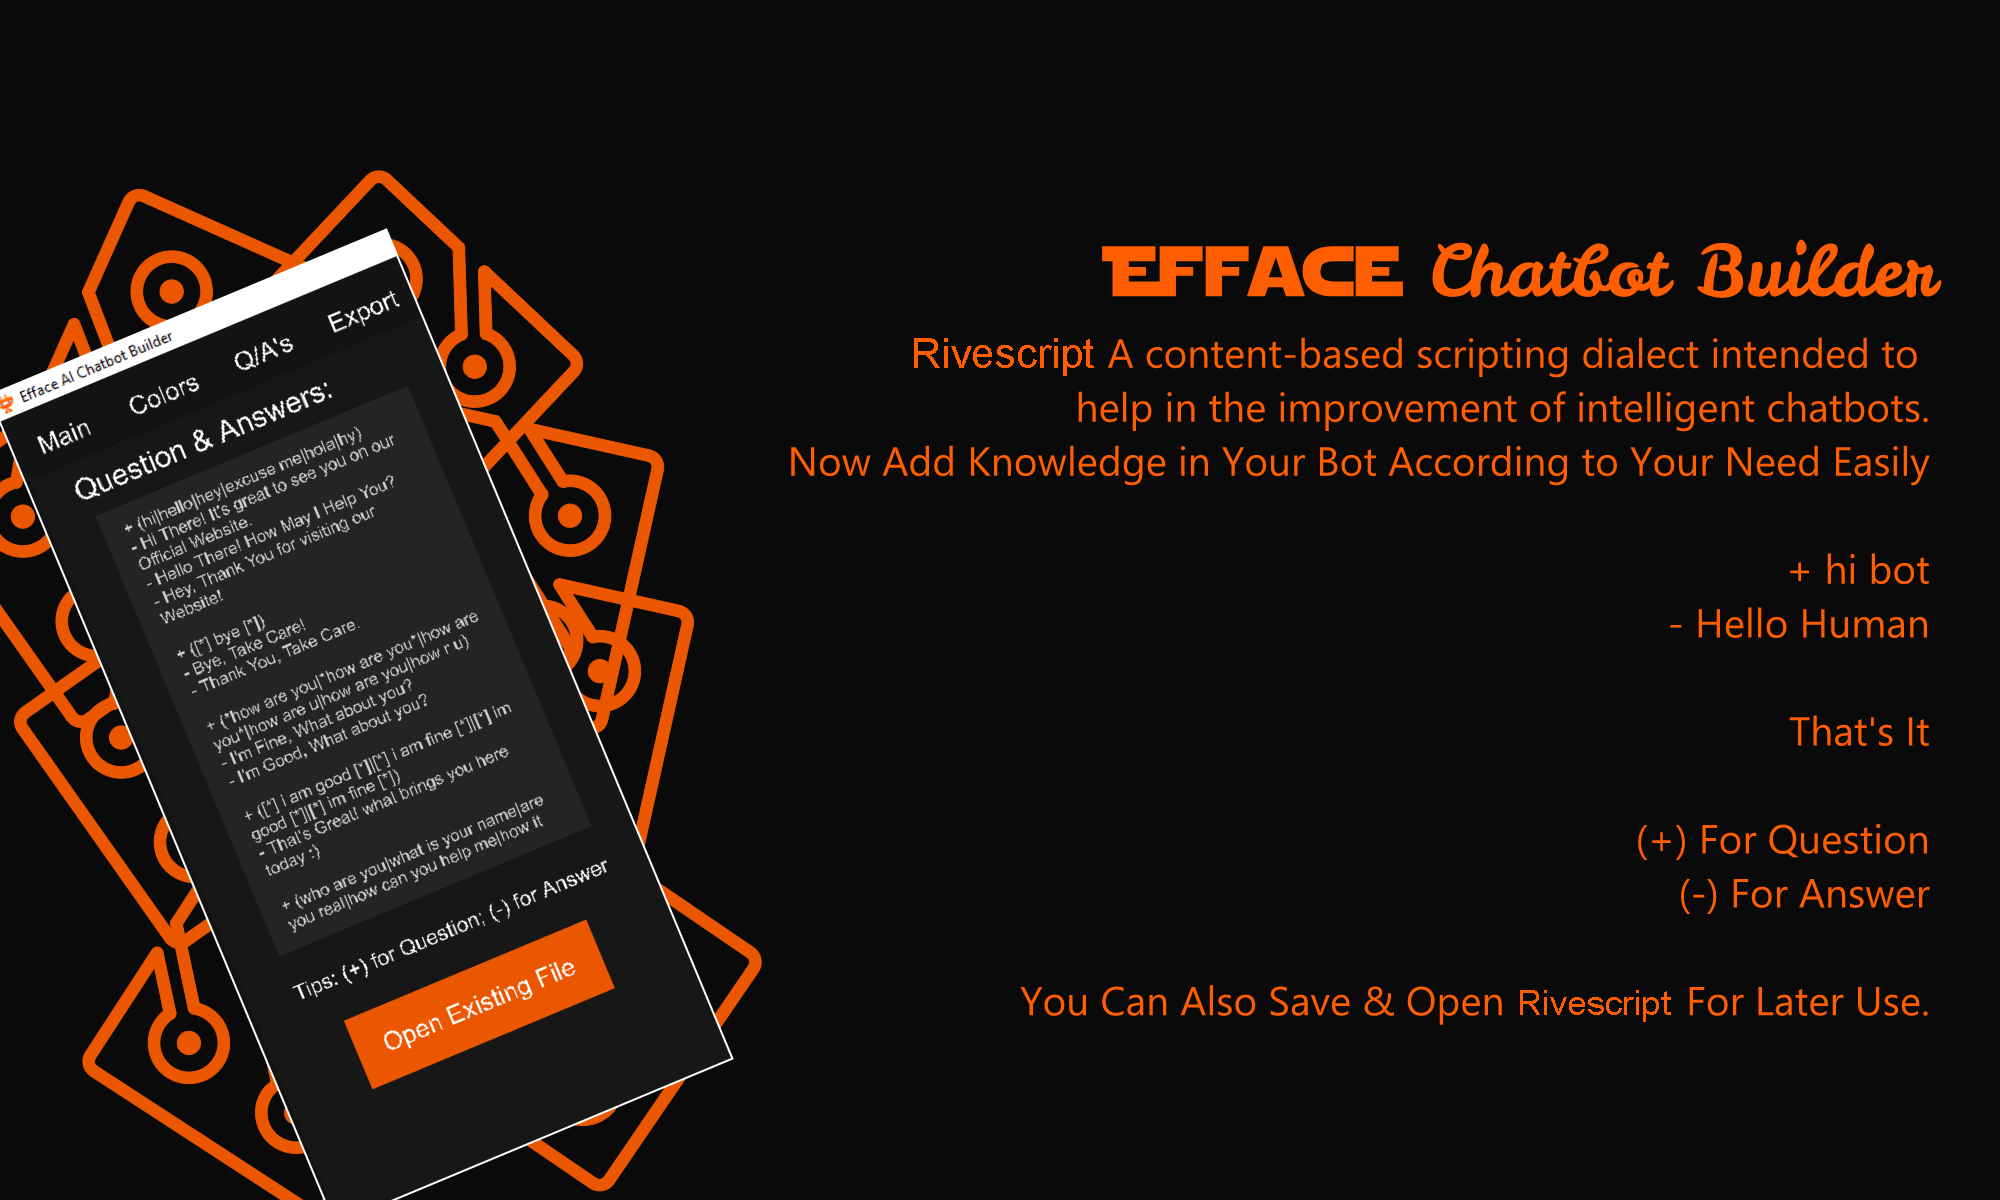 EFFACE Chatbot Builder
Rivescript A content-based scripting dialect intended to
help in the improvement of intelligent chatbots.
Now Add Knowledge in Your Bot According to Your Need Easily
+ hi bot
- Hello Human
That's It
(+) For Question
(-) For Answer
You Can Also Save & Open Rivescript For Later Use.
Efface AI Chatbot Builder
Main Colors Q/A's Export
Question & Answers:
+ (hi|hello|hey|excuse me|hola|hy)
- Hi There! It's great to see you on our
Official Website.
- Hello There! How May I Help You?
- Hey, Thank You for visiting our
Website!
+ ([*] bye [*])
- Bye, Take Care!
- Thank You, Take Care.
+ (*how are you|*how are you*|how are
you*|how are u|how are you|how r u)
- I'm Fine, What about you?
- I'm Good, What about you?
+ ([*] i am good [*]|[*] i am fine [*]|[*] im
good [*]|[*] im fine [*])
- That's Great! what brings you here
today :)
+ (who are you|what is your name|are
you real|how can you help me|how it
Tips: (+) for Question; (-) for Answer
Open Existing File